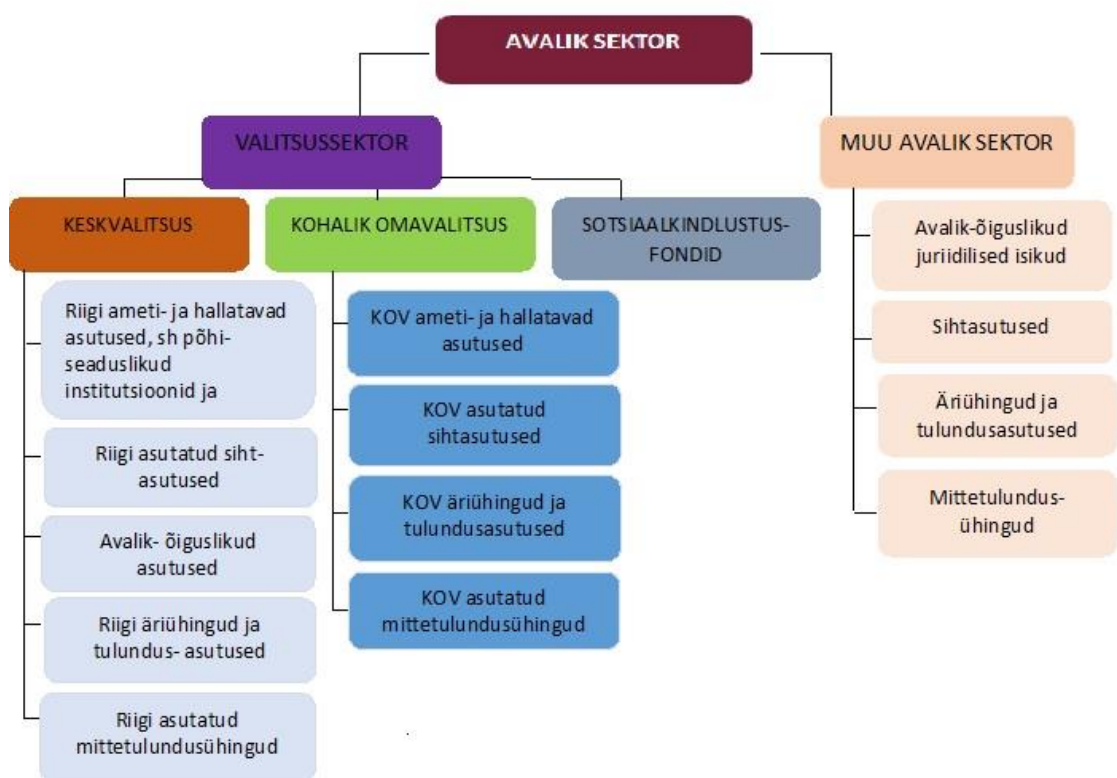 AVALIK SEKTOR
VALITSUSSEKTOR
MUU AVALIK SEKTOR
KESKVALITSUS
KOHALIK OMAVALITSUS
SOTSIAALKINDLUSTUS-
FONDID
Riigi ameti- ja hallatavad
asutused, sh põhi-
seaduslikud
institutsioonid ja
Riigi asutatud siht-
asutused
Avalik- õiguslikud
asutused
Riigi äriühingud ja
tulundus- asutused
Riigi asutatud
mittetulundusühingud
KOV ameti- ja hallatavad
asutused
KOV asutatud
sihtasutused
KOV äriühingud ja
tulundusasutused
KOV asutatud
mittetulundusühingud
Avalik-õiguslikud
juriidilised isikud
Sihtasutused
Äriühingud ja
tulundusasutused
Mittetulundus-
ühingud